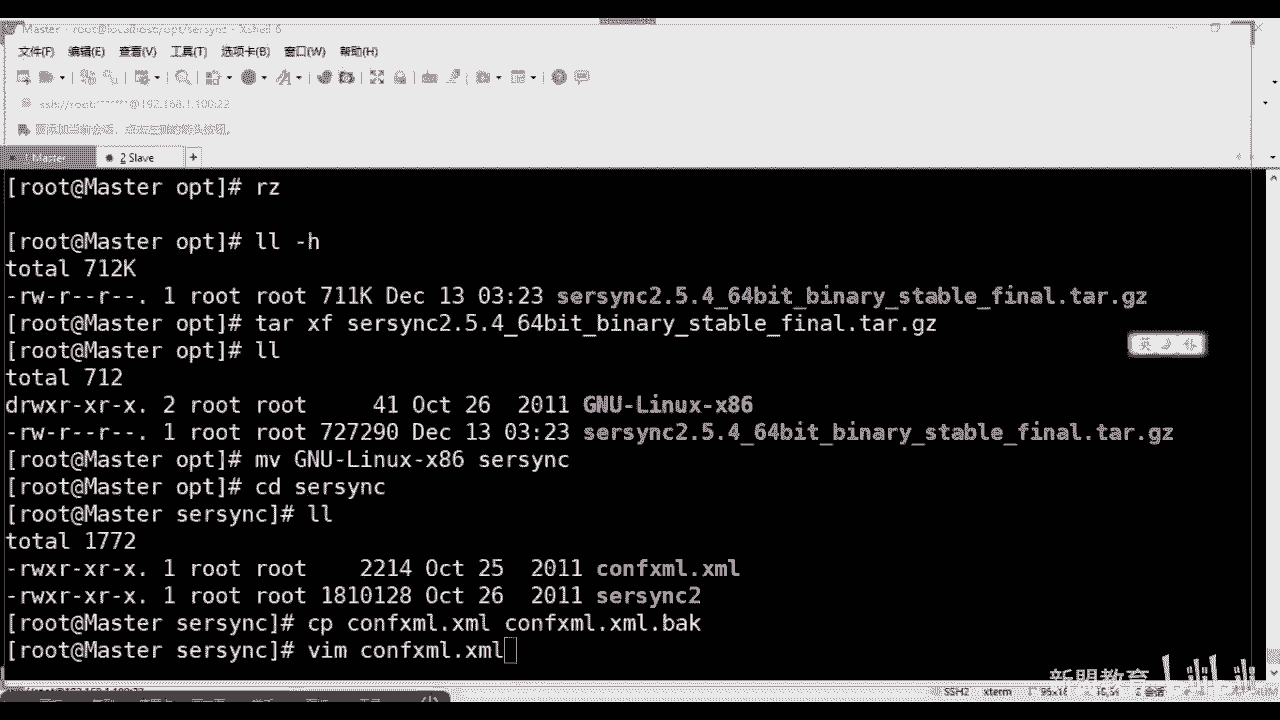 Master - root@localhost:/opt/sersync - Xshell 6
文件(F) 编辑(E) 查看(V) 工具(T) 选项卡(B) 窗口(W) 帮助(H)
ssh://root:******@192.168.1.100:22
要添加当前会话，点击左侧的箭头按钮。
1 Master 2 Slave +
[root@Master opt]# rz
[root@Master opt]# ll -h
total 712K
-rw-r--r--. 1 root root 711K Dec 13 03:23 sersync2.5.4_64bit_binary_stable_final.tar.gz
[root@Master opt]# tar xf sersync2.5.4_64bit_binary_stable_final.tar.gz
[root@Master opt]# ll
total 712
drwxr-xr-x. 2 root root     41 Oct 26  2011 GNU-Linux-x86
-rw-r--r--. 1 root root 727290 Dec 13 03:23 sersync2.5.4_64bit_binary_stable_final.tar.gz
英
[root@Master opt]# mv GNU-Linux-x86 sersync
[root@Master opt]# cd sersync
[root@Master sersync]# ll
total 1772
-rwxr-xr-x. 1 root root    2214 Oct 25  2011 confxml.xml
-rwxr-xr-x. 1 root root 1810128 Oct 26  2011 sersync2
[root@Master sersync]# cp confxml.xml confxml.xml.bak
[root@Master sersync]# vim confxml.xml
新盟教育
SSH2 xterm